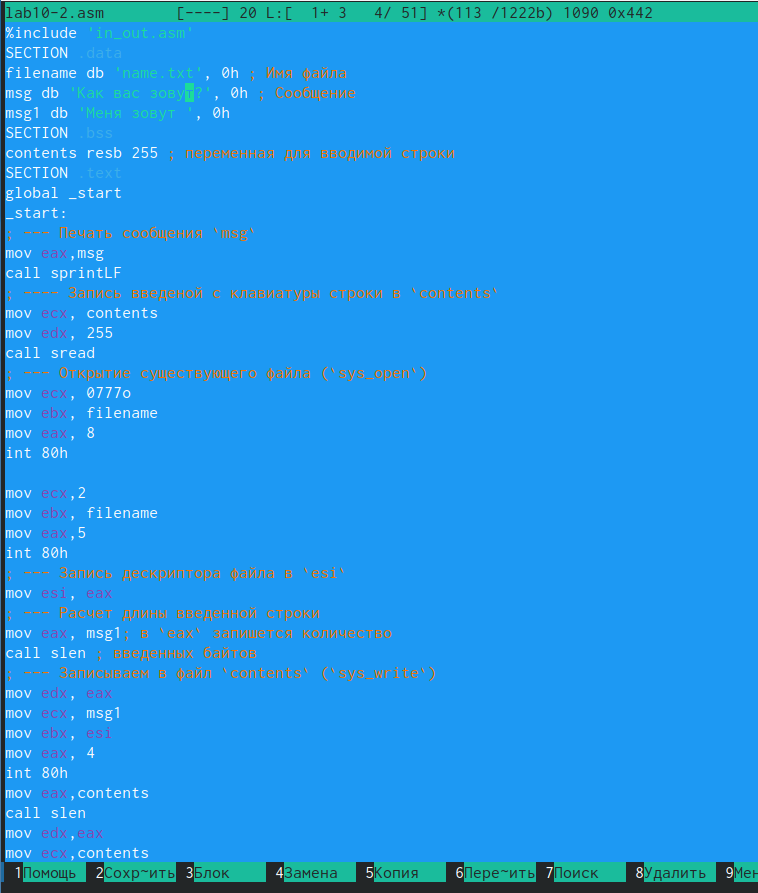 lab10-2.asm [----] 20 L:[ 1+ 3 4/ 51] *(113 /1222b) 1090 0x442
%include 'in_out.asm'
SECTION .data
filename db 'name.txt', 0h ; Имя файла
msg db 'Как вас зовут?', 0h ; Сообщение
msg1 db 'Меня зовут ', 0h
SECTION .bss
contents resb 255 ; переменная для вводимой строки
SECTION .text
global _start
_start:
; --- Печать сообщения `msg`
mov eax,msg
call sprintLF
; ---- Запись введеной с клавиатуры строки в `contents`
mov ecx, contents
mov edx, 255
call sread
; --- Открытие существующего файла (`sys_open`)
mov ecx, 0777o
mov ebx, filename
mov eax, 8
int 80h
mov ecx,2
mov ebx, filename
mov eax,5
int 80h
; --- Запись дескриптора файла в `esi`
mov esi, eax
; --- Расчет длины введенной строки
mov eax, msg1; в `eax` запишется количество
call slen ; введенных байтов
; --- Записываем в файл `contents` (`sys_write`)
mov edx, eax
mov ecx, msg1
mov ebx, esi
mov eax, 4
int 80h
mov eax,contents
call slen
mov edx,eax
mov ecx,contents
1Помощь 2Сохр~ить 3Блок 4Замена 5Копия 6Пере~ить 7Поиск 8Удалить 9Мен